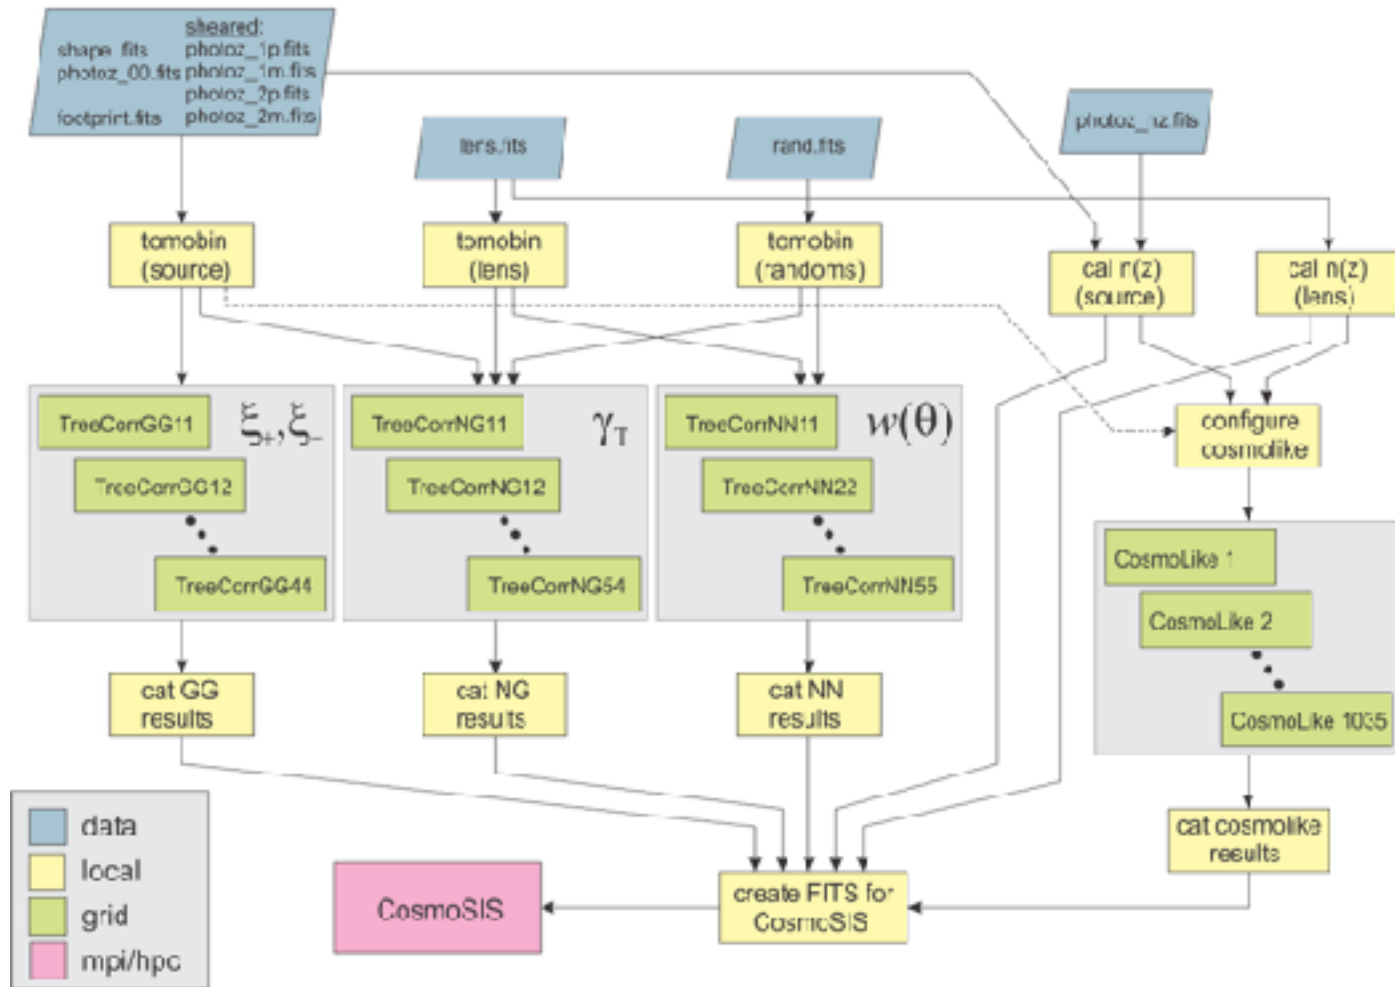 sheared:
shape.fits photoz_1p.fits
photoz_00.fits photoz_1m.fits
photoz_2p.fits
footprint.fits photoz_2m.fits
lens.fits
rand.fits
photoz_nz.fits
tomobin
(source)
tomobin
(lens)
tomobin
(randoms)
cal n(z)
(source)
cal n(z)
(lens)
TreeCorrGG11
ξ+,ξ-
TreeCorrGG12
TreeCorrGG44
TreeCorrNG11
γT
TreeCorrNG12
TreeCorrNG54
TreeCorrNN11
w(θ)
TreeCorrNN22
TreeCorrNN55
configure
cosmolike
CosmoLike 1
CosmoLike 2
CosmoLike 1035
cat GG
results
cat NG
results
cat NN
results
cat cosmolike
results
data
local
grid
mpi/hpc
CosmoSIS
create FITS for
CosmoSIS